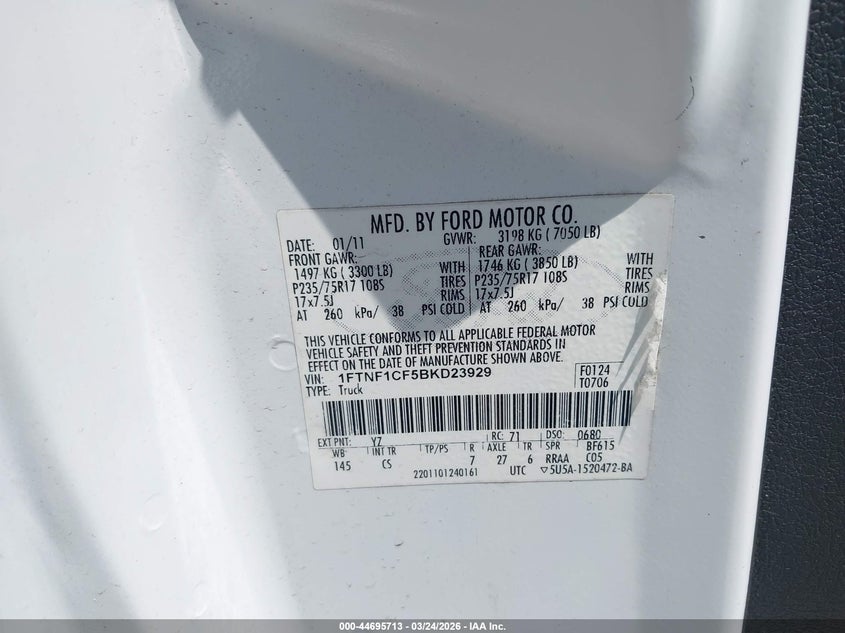 MFD. BY FORD MOTOR CO.
DATE: 01/11 GVWR: 3198 KG ( 7050 LB)
FRONT GAWR: REAR GAWR:
1497 KG ( 3300 LB) WITH 1746 KG ( 3850 LB) WITH
P235/75R17 108S TIRES P235/75R17 108S TIRES
17x7.5J RIMS 17x7.5J RIMS
AT 260 kPa/ 38 PSI COLD AT 260 kPa/ 38 PSI COLD
THIS VEHICLE CONFORMS TO ALL APPLICABLE FEDERAL MOTOR
VEHICLE SAFETY AND THEFT PREVENTION STANDARDS IN
EFFECT ON THE DATE OF MANUFACTURE SHOWN ABOVE.
VIN: 1FTNF1CF5BKD23929 F0124
TYPE: Truck T0706
EXT PNT: YZ RC: 71 DSO: 0680
WB INT TR TP/PS R AXLE TR SPR BF615
145 CS 7 27 6 RRAA C05
2201101240161 UTC ▽5U5A-1520472-BA
000-44695713 - 03/24/2026 - IAA Inc.